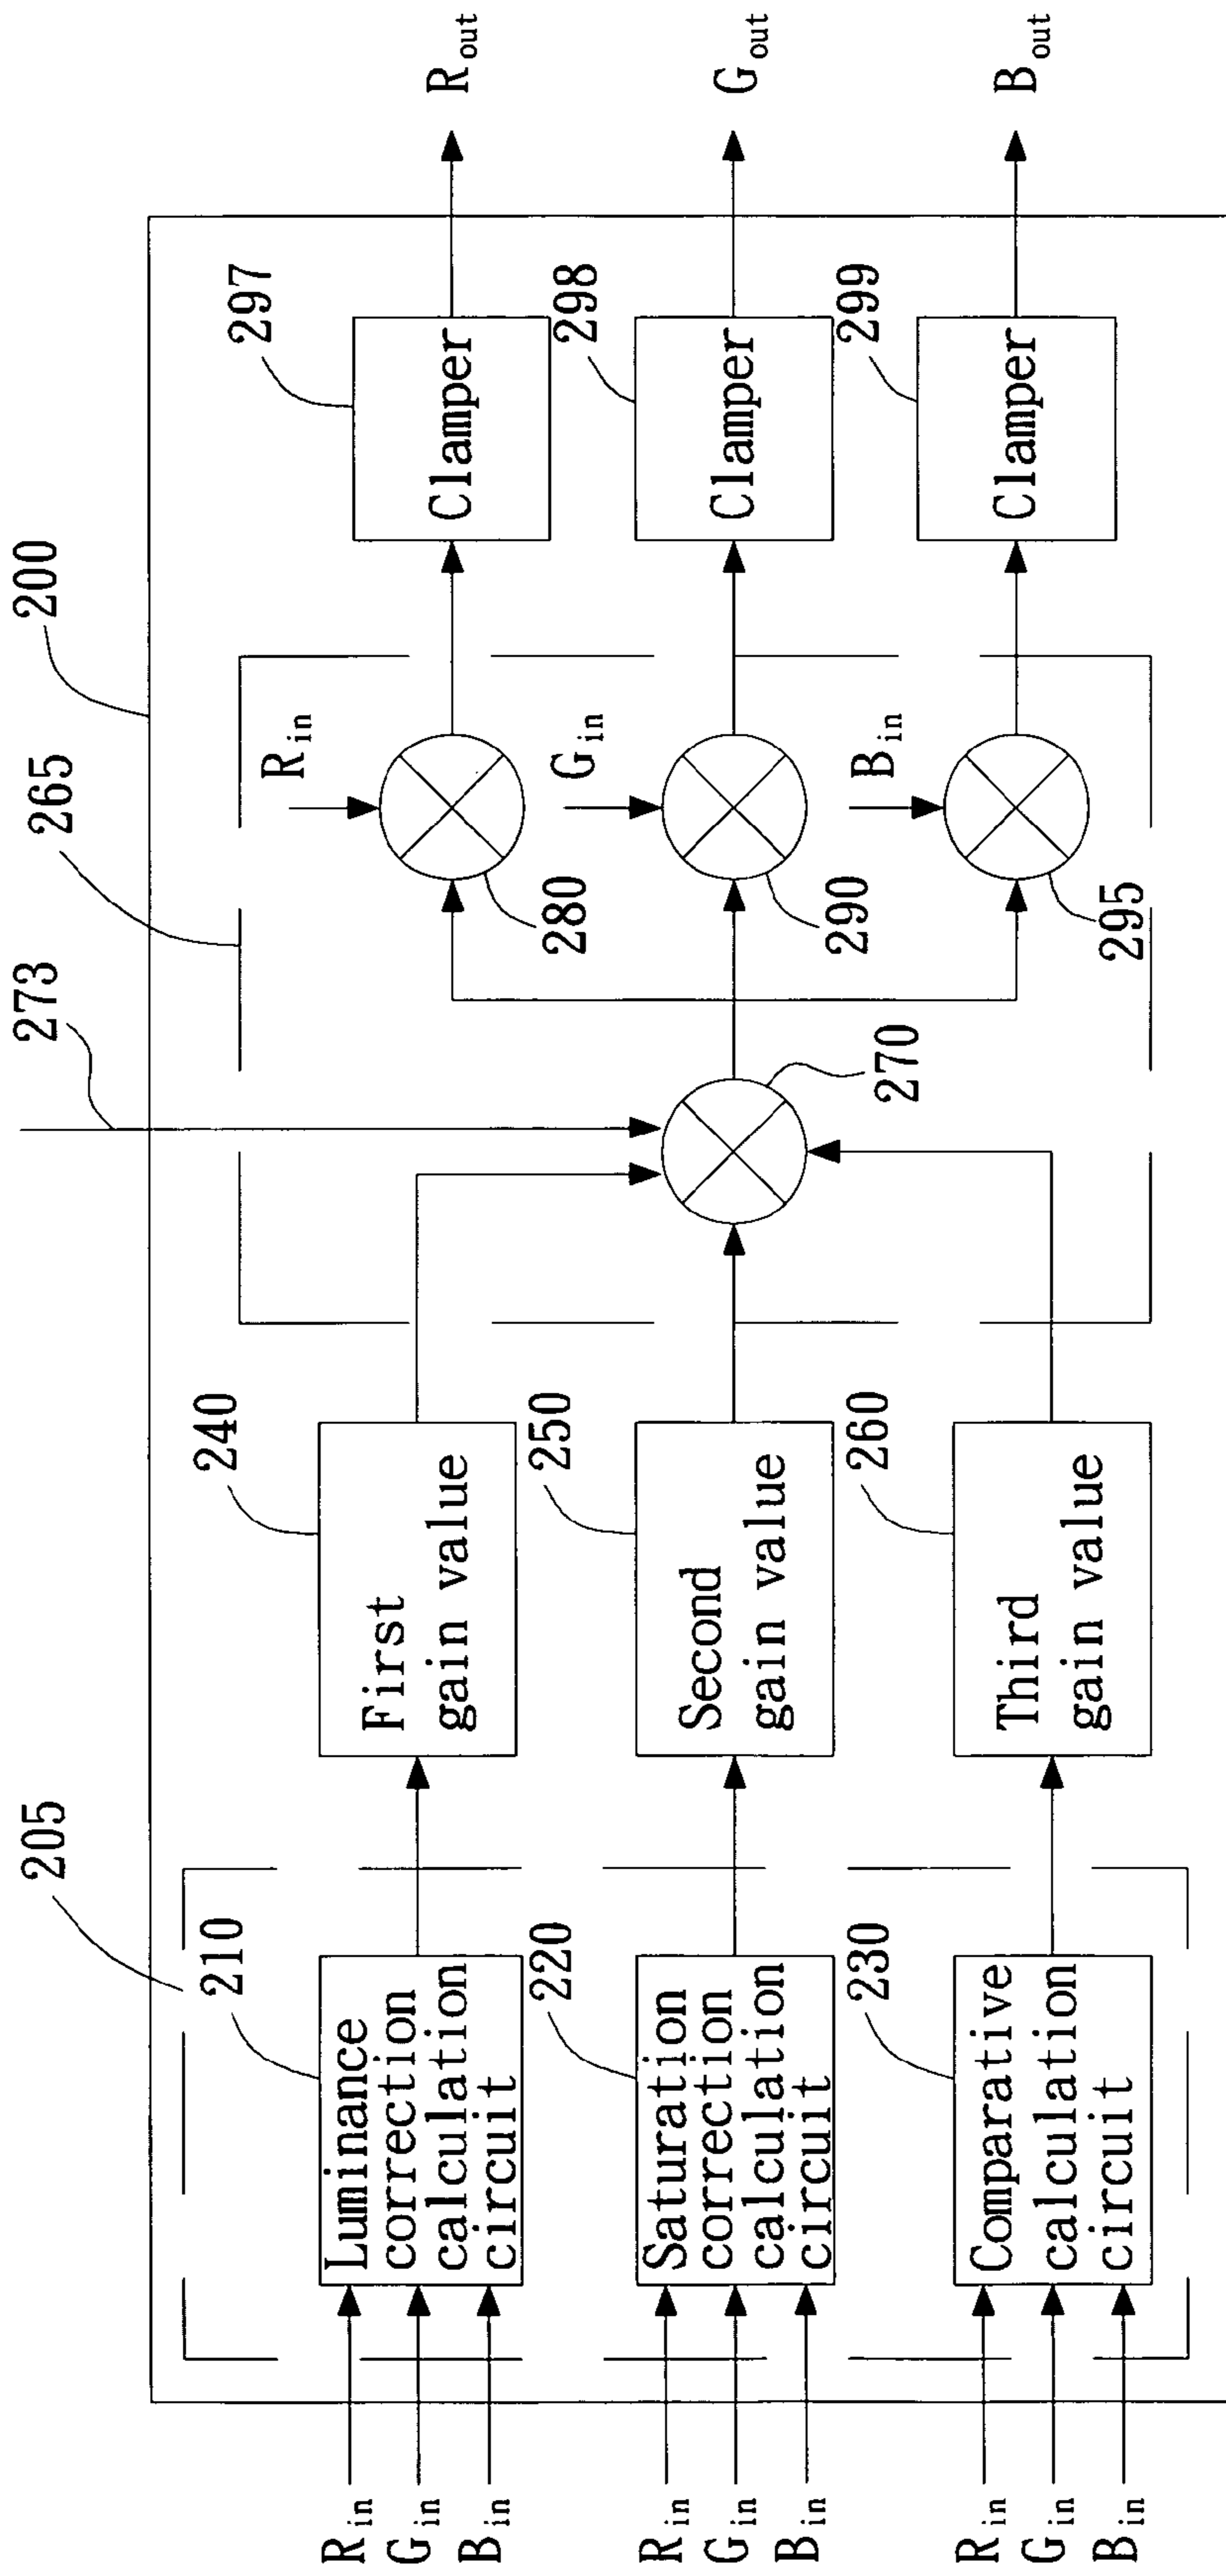 200
265
273
205
R_in
G_in
B_in
210
Luminance
correction
calculation
circuit
240
First
gain value
R_in
280
297
Clamper
R_out
R_in
G_in
B_in
220
Saturation
correction
calculation
circuit
250
Second
gain value
270
G_in
290
298
Clamper
G_out
R_in
G_in
B_in
230
Comparative
calculation
circuit
260
Third
gain value
B_in
295
299
Clamper
B_out